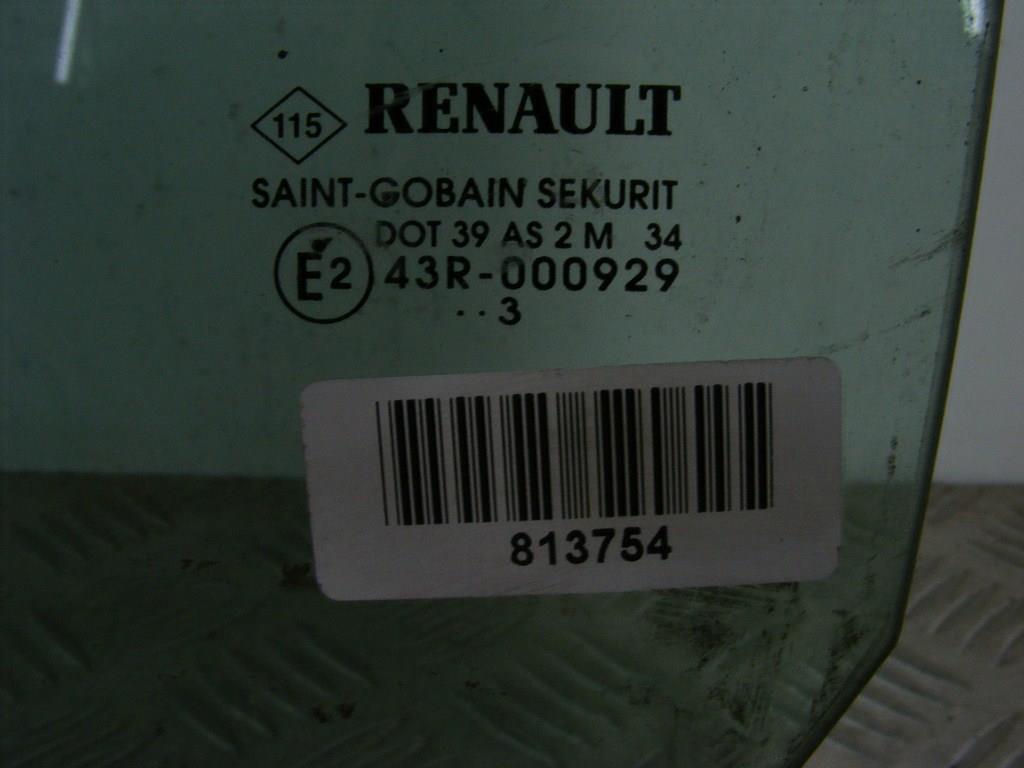 115 RENAULT
SAINT-GOBAIN SEKURIT
DOT 39 AS 2 M 34
E2 43R-000929
..3
813754